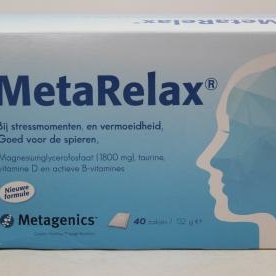 MetaRelax®
Bij stressmomenten en vermoeidheid,
Goed voor de spieren,
Magnesiumglycerofosfaat (1800 mg), taurine,
vitamine D en actieve B-vitamines
Nieuwe
formule
Metagenics
40 zakjes /
MetaRelax®